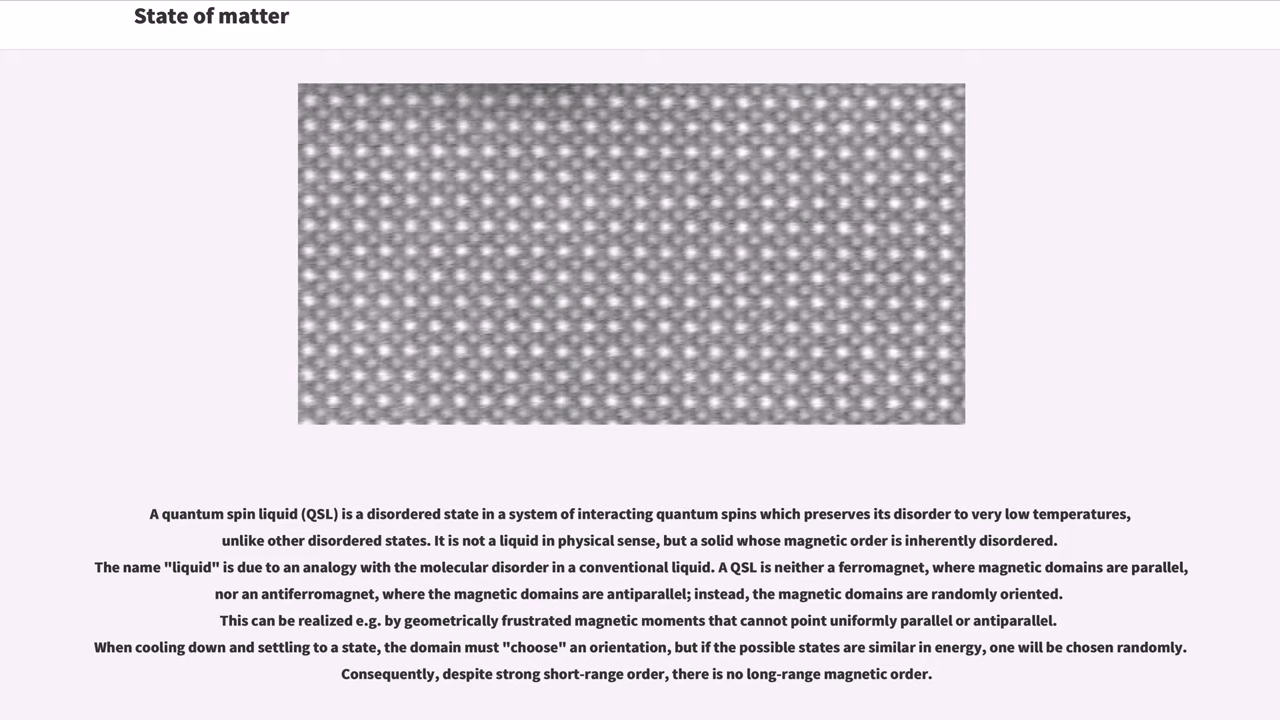 State of matter
A quantum spin liquid (QSL) is a disordered state in a system of interacting quantum spins which preserves its disorder to very low temperatures,
unlike other disordered states. It is not a liquid in physical sense, but a solid whose magnetic order is inherently disordered.
The name "liquid" is due to an analogy with the molecular disorder in a conventional liquid. A QSL is neither a ferromagnet, where magnetic domains are parallel,
nor an antiferromagnet, where the magnetic domains are antiparallel; instead, the magnetic domains are randomly oriented.
This can be realized e.g. by geometrically frustrated magnetic moments that cannot point uniformly parallel or antiparallel.
When cooling down and settling to a state, the domain must "choose" an orientation, but if the possible states are similar in energy, one will be chosen randomly.
Consequently, despite strong short-range order, there is no long-range magnetic order.